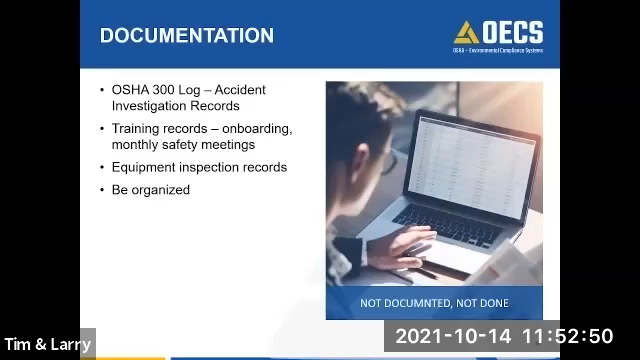 DOCUMENTATION
OECS
OSHA • Environmental Compliance Systems
• OSHA 300 Log – Accident
Investigation Records
• Training records – onboarding,
monthly safety meetings
• Equipment inspection records
• Be organized
NOT DOCUMNTED, NOT DONE
Tim & Larry
2021-10-14 11:52:50